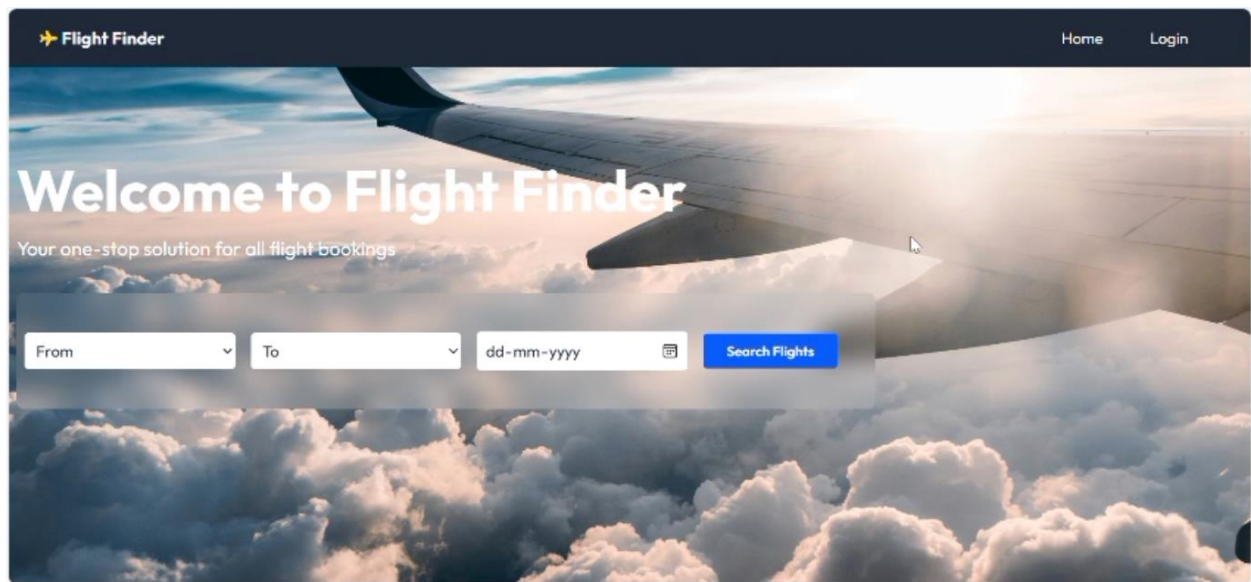 Flight Finder
Home Login
Welcome to Flight Finder
Your one-stop solution for all flight bookings
From To dd-mm-yyyy Search Flights